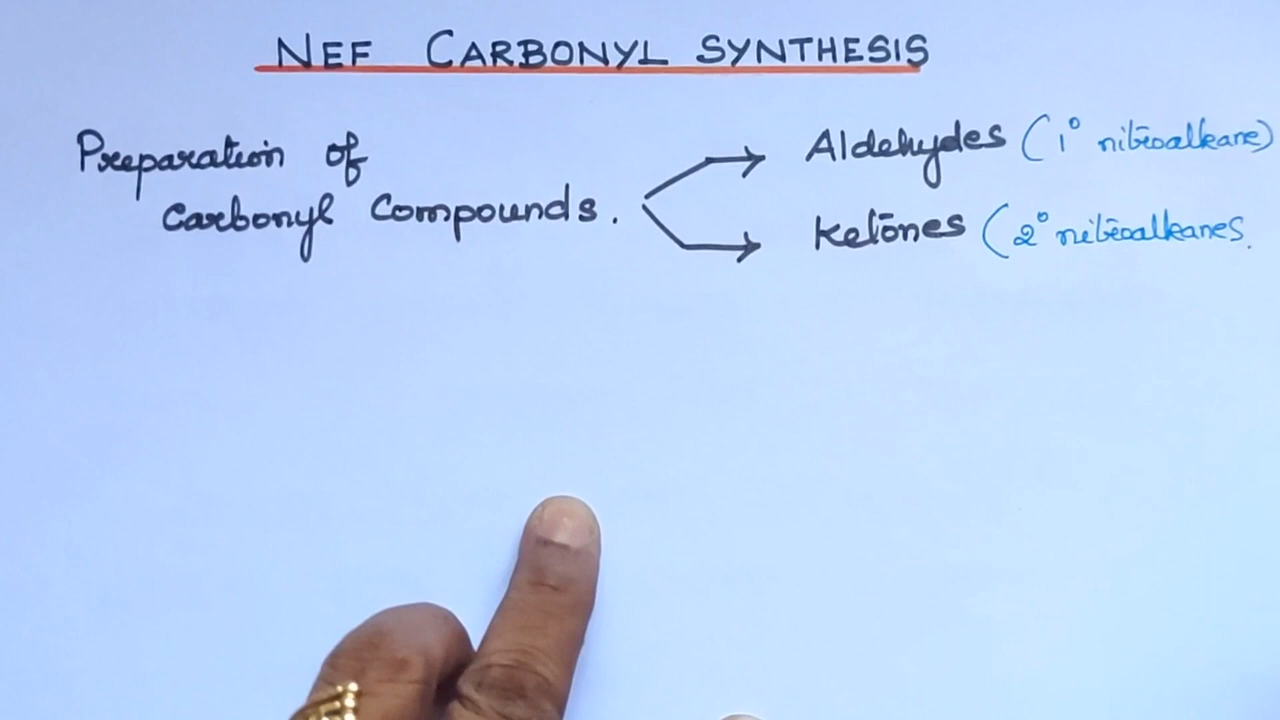 NEF CARBONYL SYNTHESIS
Preparation of
Carbonyl Compounds.
Aldehydes (1° nitroalkane)
Ketones (2° nitroalkanes.